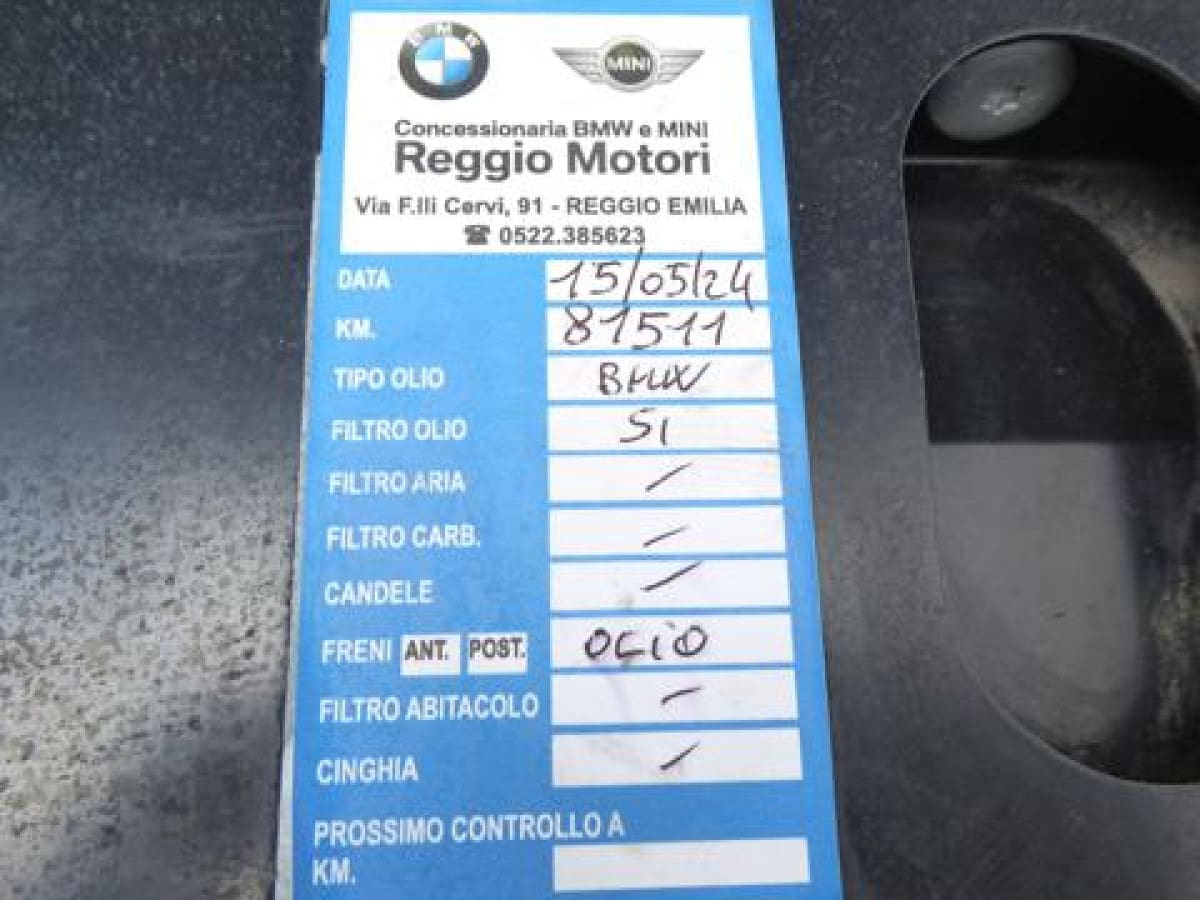 BMW
MINI
Concessionaria BMW e MINI
Reggio Motori
Via F.lli Cervi, 91 - REGGIO EMILIA
☎ 0522.385623
DATA 15/05/24
KM. 81511
TIPO OLIO BMW
FILTRO OLIO SI
FILTRO ARIA /
FILTRO CARB. /
CANDELE /
FRENI ANT. POST. OLIO
FILTRO ABITACOLO /
CINGHIA /
PROSSIMO CONTROLLO A
KM.